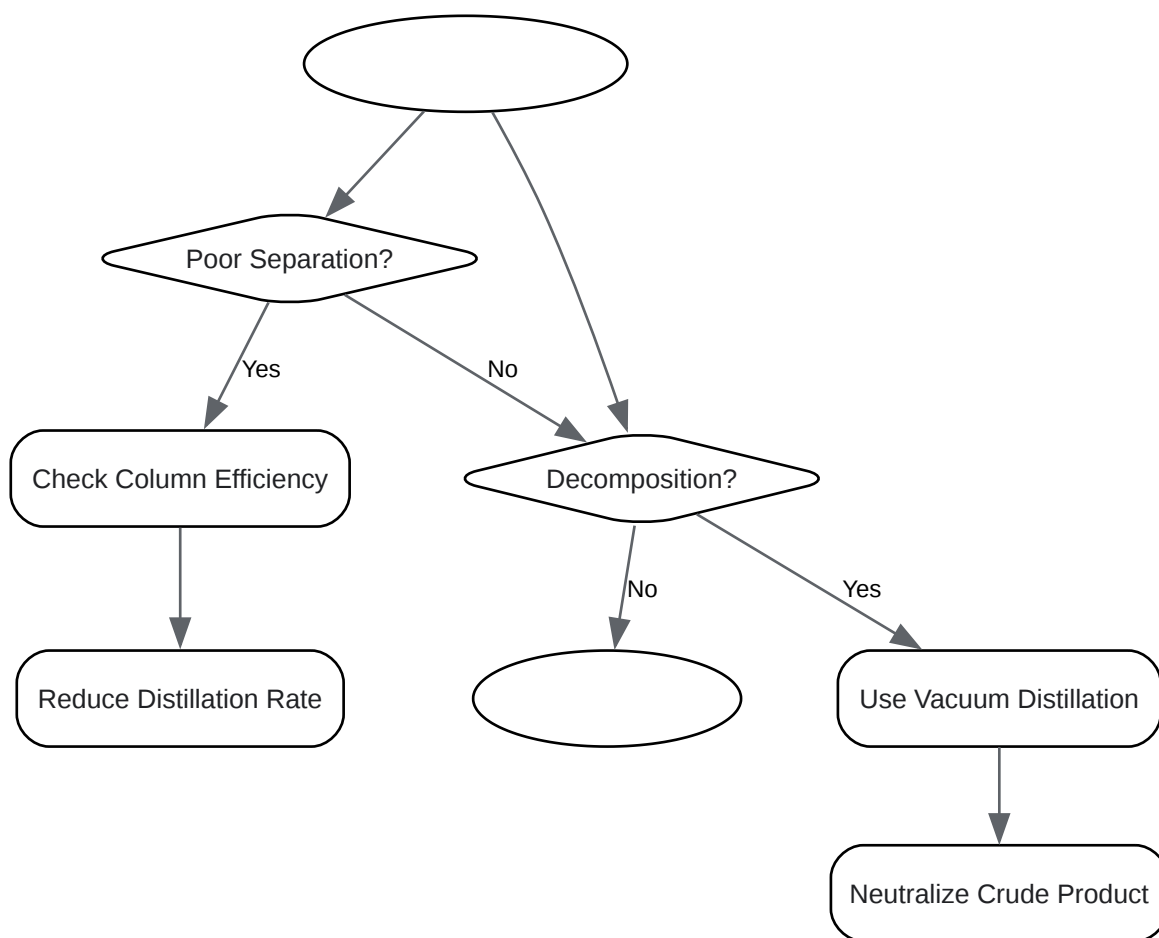 Poor Separation?
Yes
No
Check Column Efficiency
Decomposition?
No
Yes
Reduce Distillation Rate
Use Vacuum Distillation
Neutralize Crude Product